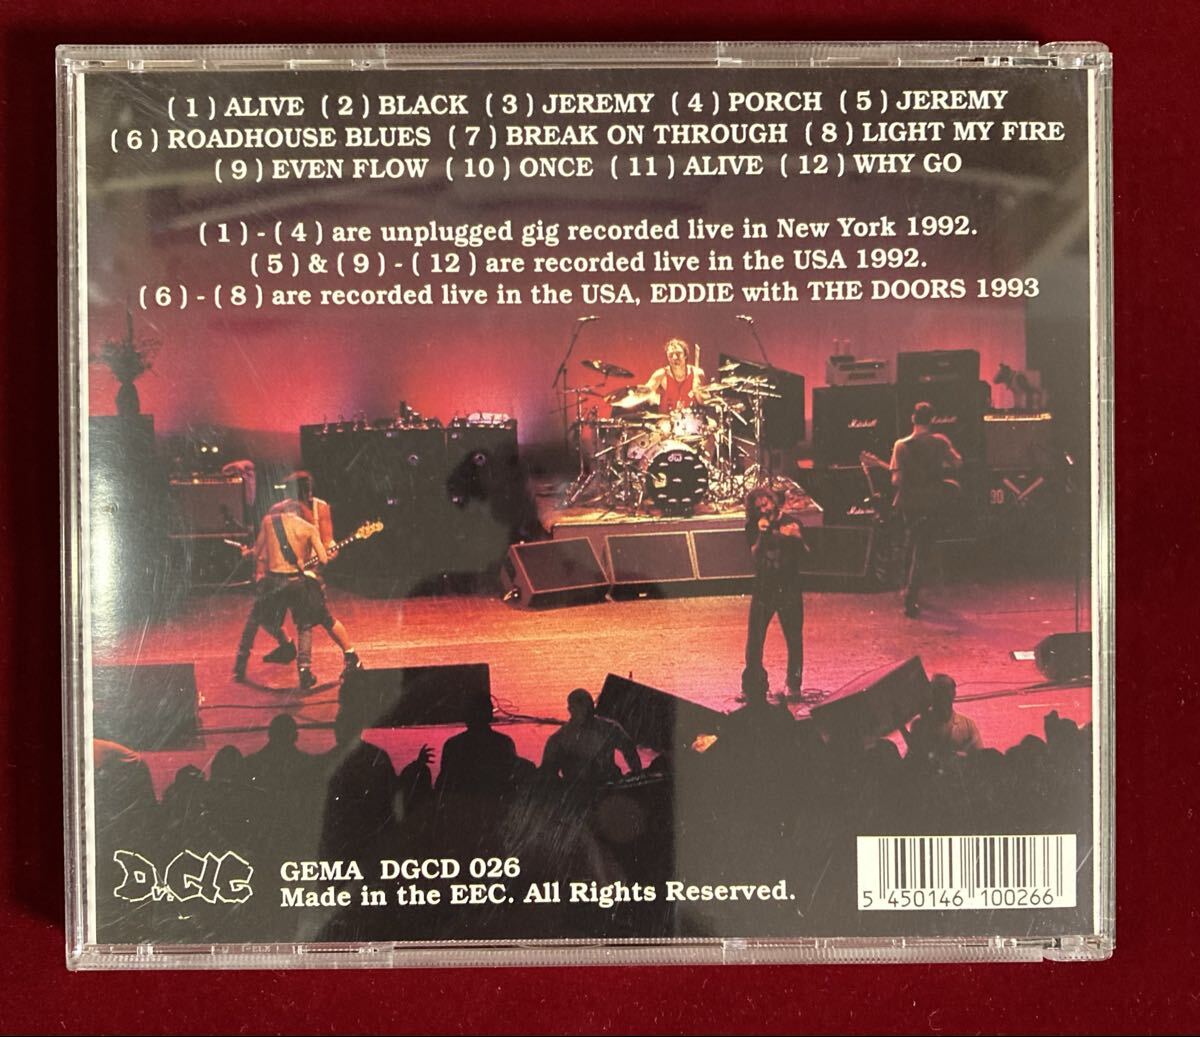 ( 1 ) ALIVE ( 2 ) BLACK ( 3 ) JEREMY ( 4 ) PORCH ( 5 ) JEREMY
( 6 ) ROADHOUSE BLUES ( 7 ) BREAK ON THROUGH ( 8 ) LIGHT MY FIRE
( 9 ) EVEN FLOW ( 10 ) ONCE ( 11 ) ALIVE ( 12 ) WHY GO
( 1 ) - ( 4 ) are unplugged gig recorded live in New York 1992.
( 5 ) & ( 9 ) - ( 12 ) are recorded live in the USA 1992.
( 6 ) - ( 8 ) are recorded live in the USA, EDDIE with THE DOORS 1993
Marshall
Marshall
dw
GEMA DGCD 026
Made in the EEC. All Rights Reserved.
5 450146 100266